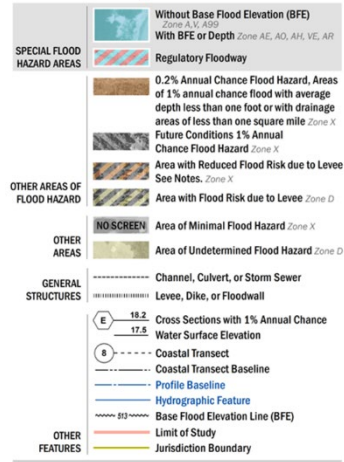 Without Base Flood Elevation (BFE)
Zone A,V, A99
With BFE or Depth Zone AE, AO, AH, VE, AR
SPECIAL FLOOD
HAZARD AREAS
Regulatory Floodway
0.2% Annual Chance Flood Hazard, Areas
of 1% annual chance flood with average
depth less than one foot or with drainage
areas of less than one square mile Zone X
Future Conditions 1% Annual
Chance Flood Hazard Zone X
Area with Reduced Flood Risk due to Levee
See Notes. Zone X
OTHER AREAS OF
FLOOD HAZARD
Area with Flood Risk due to Levee Zone D
NO SCREEN Area of Minimal Flood Hazard Zone X
OTHER
AREAS
Area of Undetermined Flood Hazard Zone D
GENERAL
STRUCTURES
Channel, Culvert, or Storm Sewer
Levee, Dike, or Floodwall
E 18.2 Cross Sections with 1% Annual Chance
17.5 Water Surface Elevation
8 Coastal Transect
Coastal Transect Baseline
Profile Baseline
Hydrographic Feature
513 Base Flood Elevation Line (BFE)
OTHER
FEATURES
Limit of Study
Jurisdiction Boundary